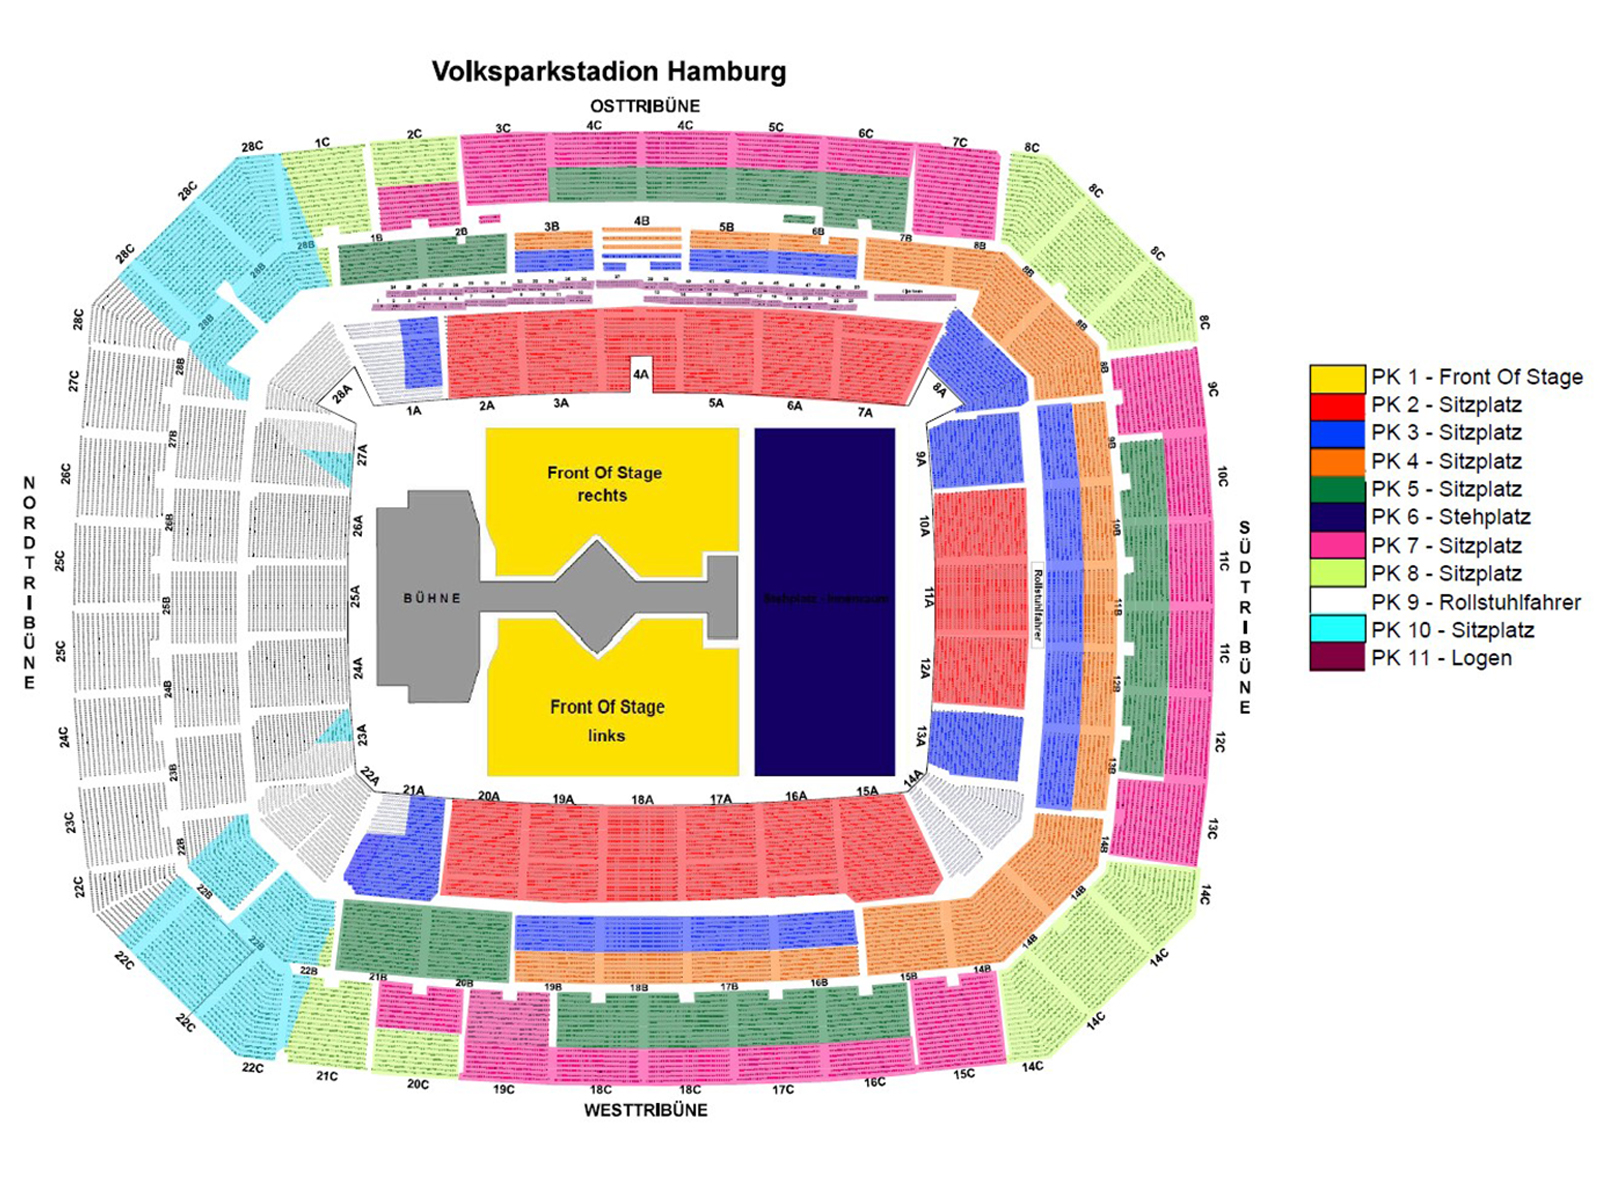 Volksparkstadion Hamburg
OSTTRIBÜNE
28C
1C
2C
3C
4C
4C
5C
6C
7C
8C
28C
8C
28C
8C
28C
8C
28B
1B
2B
3B
4B
5B
6B
7B
8B
28B
8B
28B
8B
28B
8B
27C
9C
28A
1A
2A
3A
4A
5A
6A
7A
8A
27B
27A
9A
9B
26C
10C
26B
26A
10A
10B
25C
11C
25B
25A
11A
11B
25C
11C
24B
24A
12A
12B
24C
12C
23B
23A
13A
13B
23C
13C
22A
21A
20A
19A
18A
17A
16A
15A
14A
22B
14B
22C
14C
22B
14B
22B
14B
22C
14C
22B
21B
20B
19B
18B
17B
16B
15B
14B
22C
14C
22C
21C
20C
19C
18C
18C
17C
16C
15C
14C
WESTTRIBÜNE
NORDTRIBÜNE
SÜDTRIBÜNE
Front Of Stage
rechts
BÜHNE
Stehplatz - Innenraum
Rollstuhlfahrer
Front Of Stage
links
PK 1 - Front Of Stage
PK 2 - Sitzplatz
PK 3 - Sitzplatz
PK 4 - Sitzplatz
PK 5 - Sitzplatz
PK 6 - Stehplatz
PK 7 - Sitzplatz
PK 8 - Sitzplatz
PK 9 - Rollstuhlfahrer
PK 10 - Sitzplatz
PK 11 - Logen